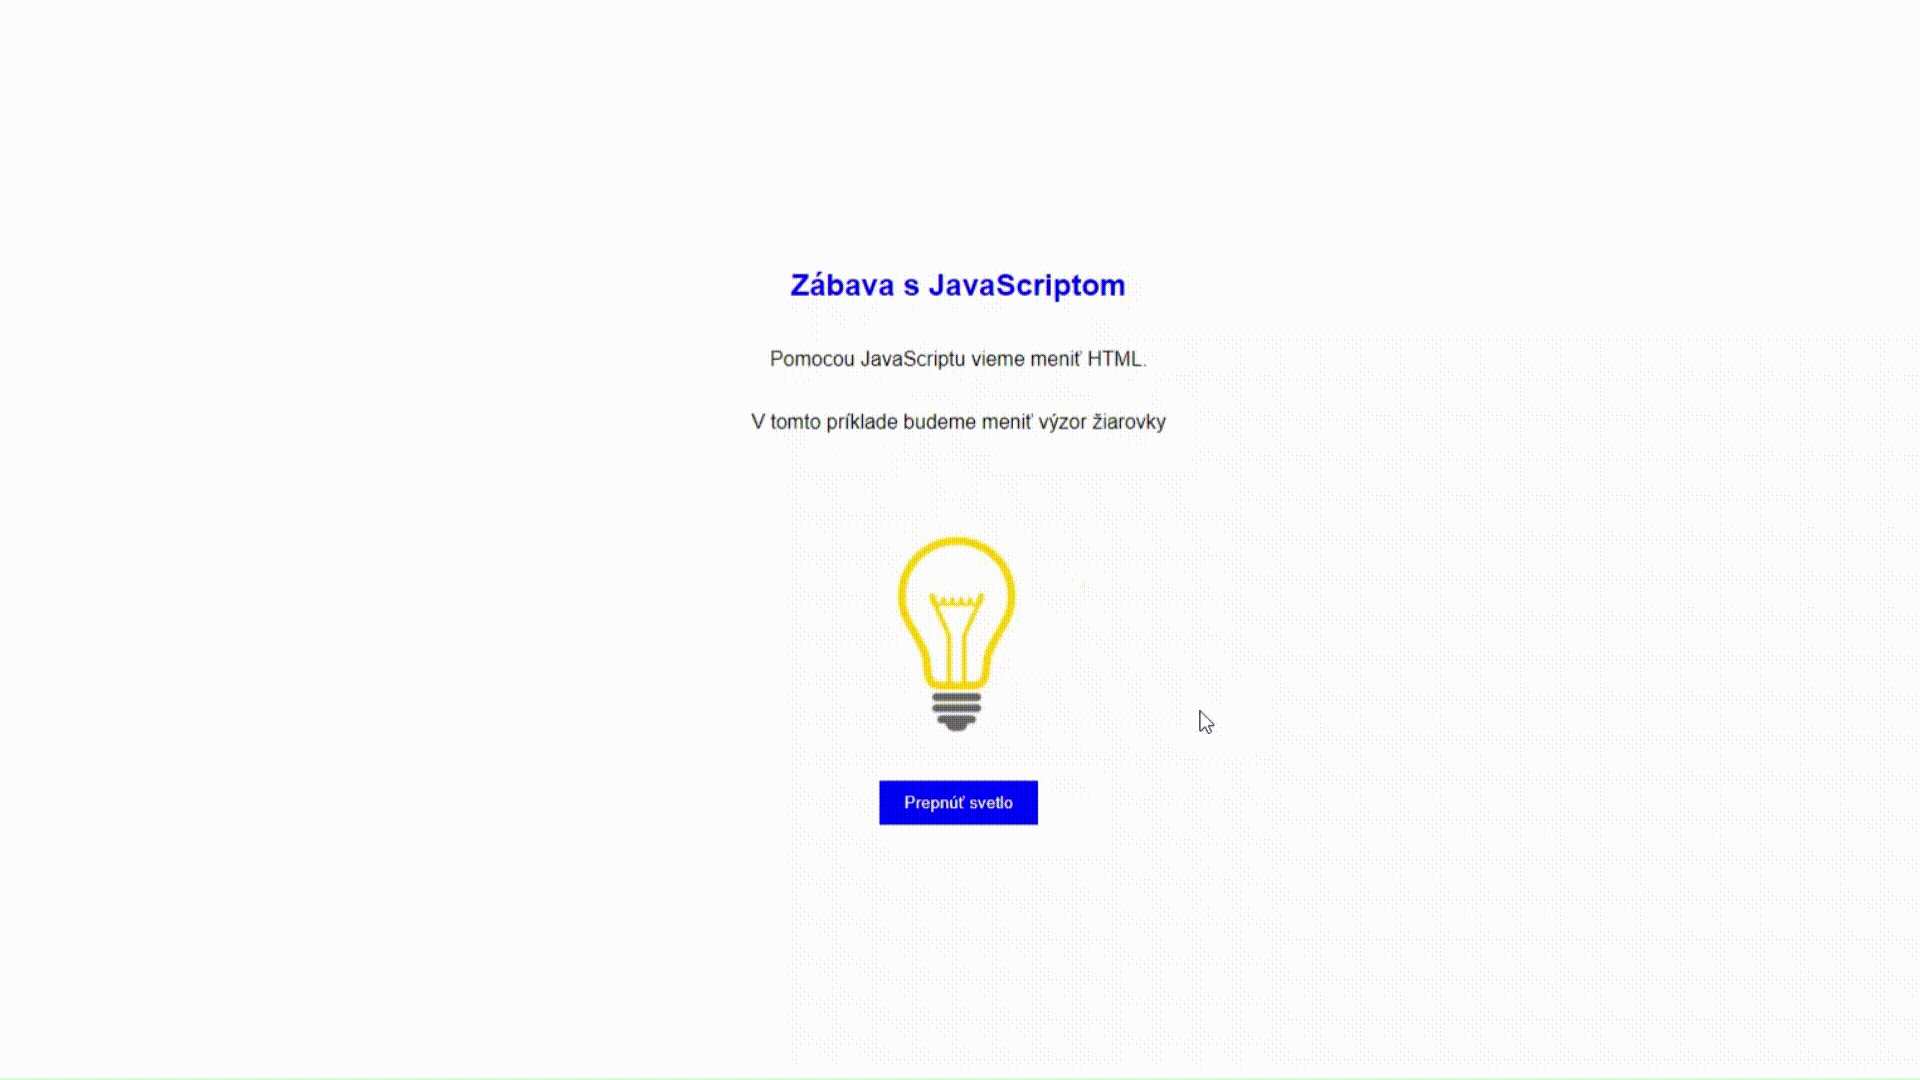 Zábava s JavaScriptom
Pomocou JavaScriptu vieme meniť HTML.
V tomto príklade budeme meniť výzor žiarovky
Prepnúť svetlo